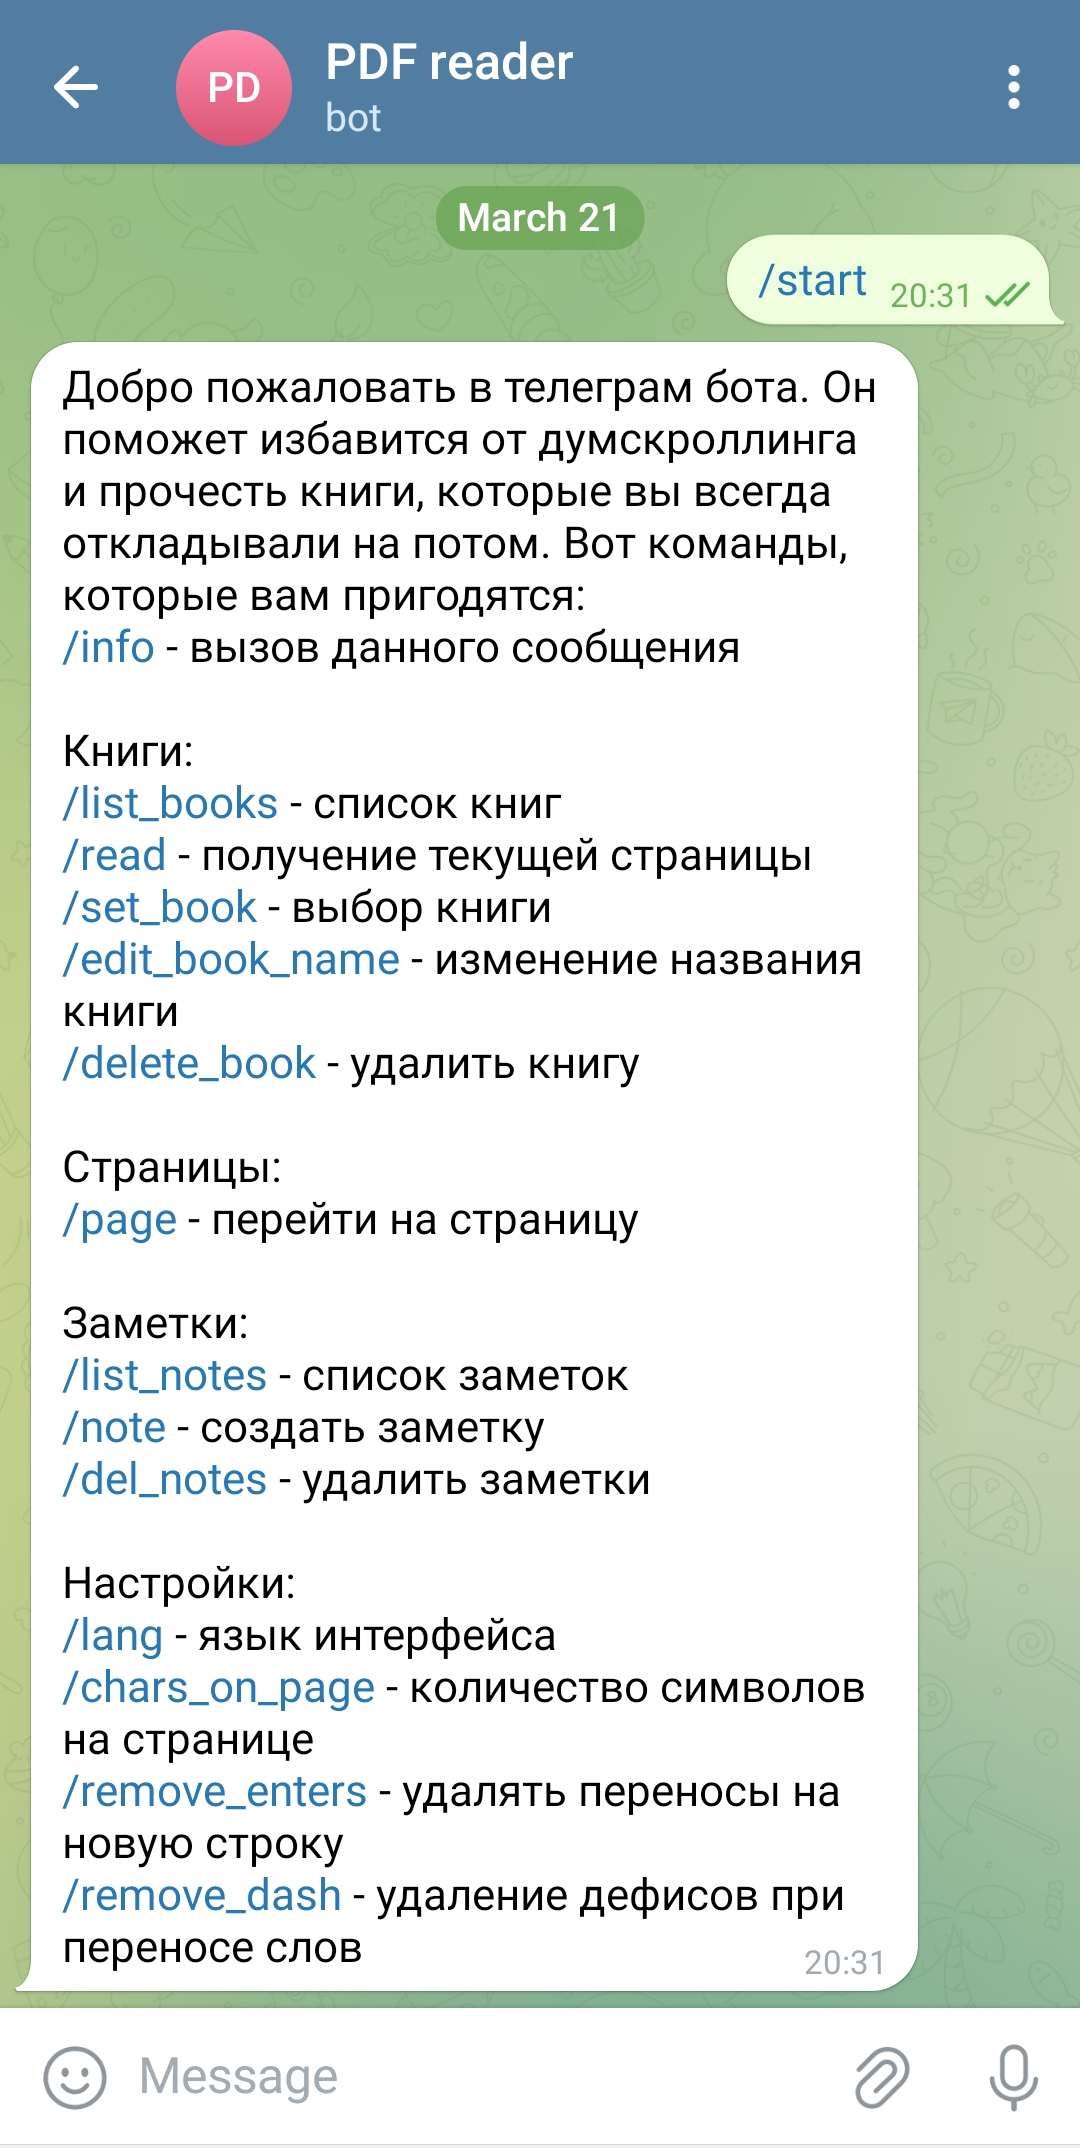 PD
PDF reader
bot
March 21
/start 20:31
Добро пожаловать в телеграм бота. Он
поможет избавится от думскроллинга
и прочесть книги, которые вы всегда
откладывали на потом. Вот команды,
которые вам пригодятся:
/info - вызов данного сообщения
Книги:
/list_books - список книг
/read - получение текущей страницы
/set_book - выбор книги
/edit_book_name - изменение названия
книги
/delete_book - удалить книгу
Страницы:
/page - перейти на страницу
Заметки:
/list_notes - список заметок
/note - создать заметку
/del_notes - удалить заметки
Настройки:
/lang - язык интерфейса
/chars_on_page - количество символов
на странице
/remove_enters - удалять переносы на
новую строку
/remove_dash - удаление дефисов при
переносе слов
20:31
Message